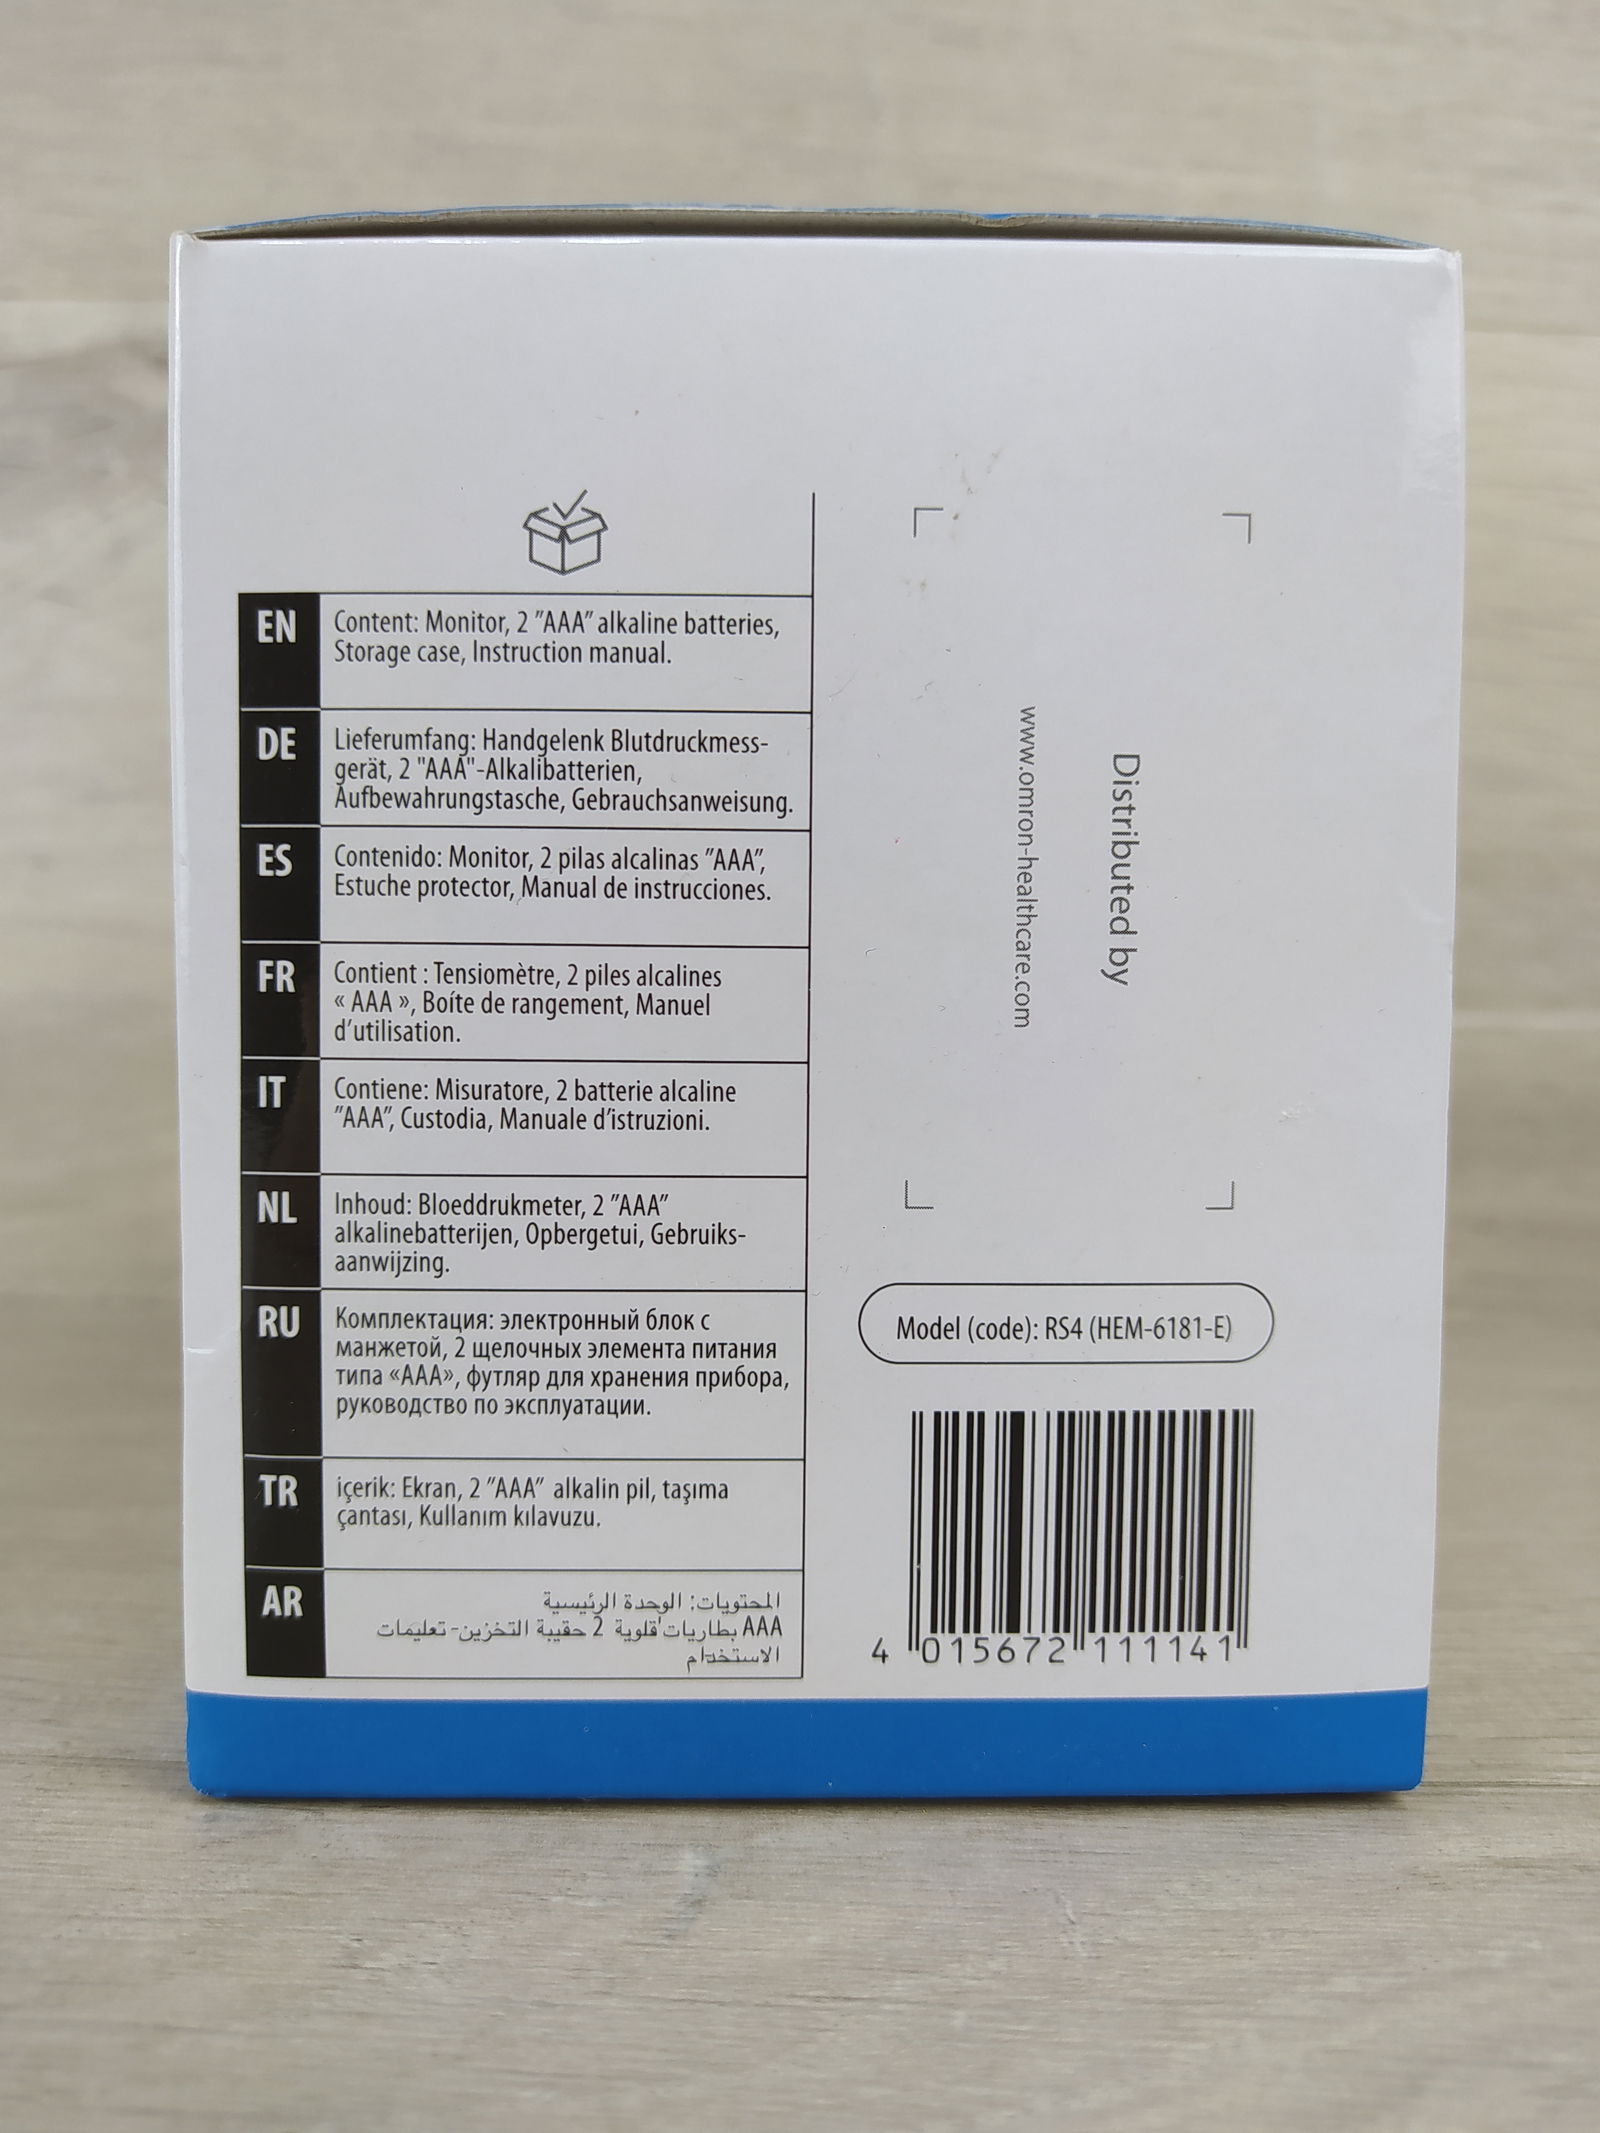 EN
Content: Monitor, 2 "AAA" alkaline batteries,
Storage case, Instruction manual.
DE
Lieferumfang: Handgelenk Blutdruckmess-
gerät, 2 "AAA"-Alkalibatterien,
Aufbewahrungstasche, Gebrauchsanweisung.
ES
Contenido: Monitor, 2 pilas alcalinas "AAA",
Estuche protector, Manual de instrucciones.
FR
Contient : Tensiomètre, 2 piles alcalines
« AAA », Boíte de rangement, Manuel
d'utilisation.
IT
Contiene: Misuratore, 2 batterie alcaline
"AAA", Custodia, Manuale d'istruzioni.
NL
Inhoud: Bloeddrukmeter, 2 "AAA"
alkalinebatterijen, Opbergetui, Gebruiks-
aanwijzing.
RU
Комплектация: электронный блок с
манжетой, 2 щелочных элемента питания
типа «ААА», футляр для хранения прибора,
руководство по эксплуатации.
TR
içerik: Ekran, 2 "AAA" alkalin pil, taşıma
çantası, Kullanım kılavuzu.
AR
المحتويات: الوحدة الرئيسية
AAA بطاريات قلوية 2 حقيبة التخزين-تعليمات
الاستخدام
Distributed by
www.omron-healthcare.com
Model (code): RS4 (HEM-6181-E)
4 015672 111141